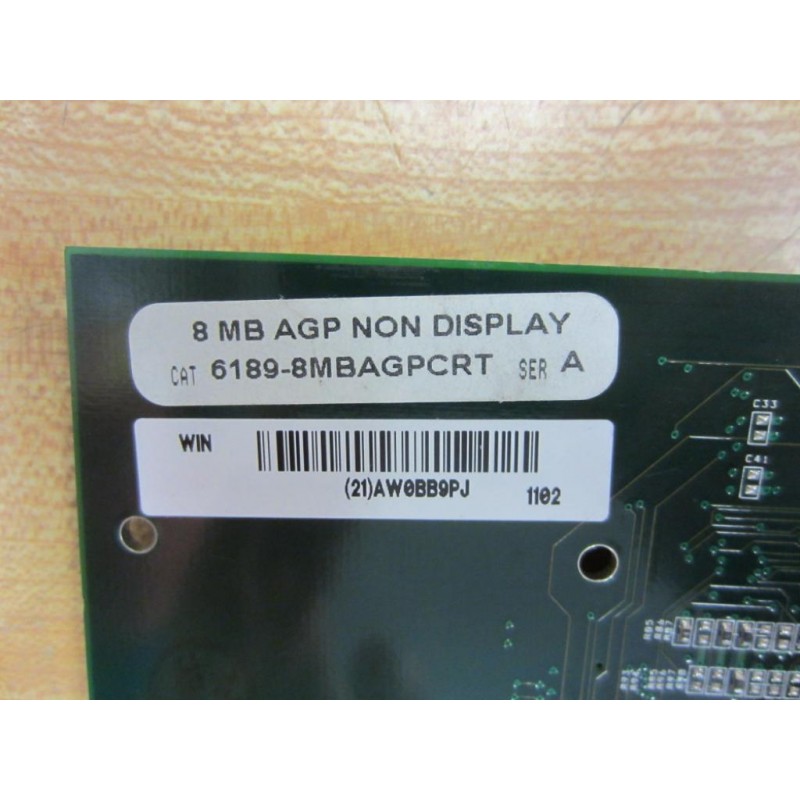 8 MB AGP NON DISPLAY
CAT 6189-8MBAGPCRT SER A
WIN
(21)AW0BB9PJ 1102
C33
C41